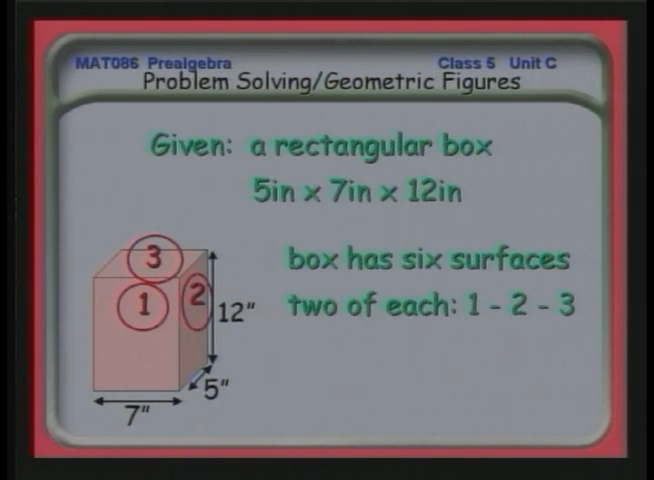 MAT086 Prealgebra
Class 5 Unit C
Problem Solving/Geometric Figures
Given: a rectangular box
5in x 7in x 12in
box has six surfaces
two of each: 1 - 2 - 3
3
1
2
12"
5"
7"